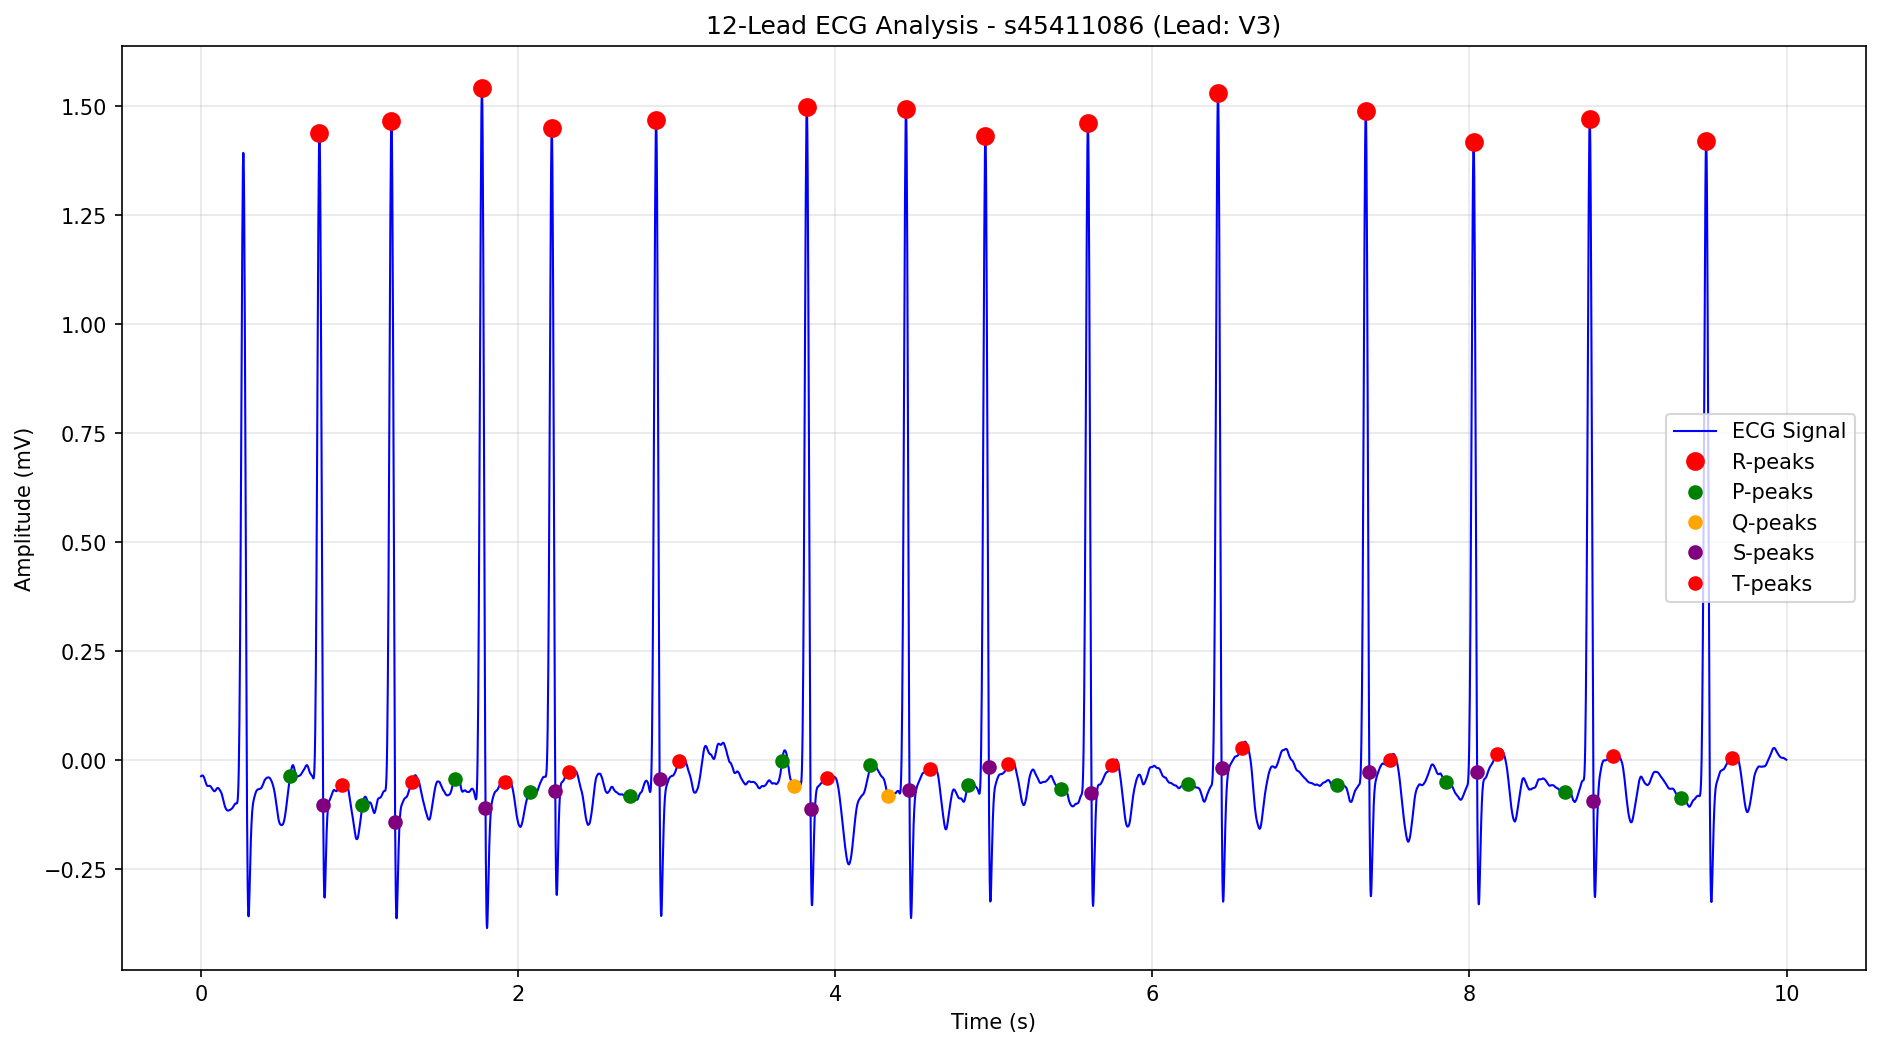 12-Lead ECG Analysis - s45411086 (Lead: V3)
1.50
1.25
1.00
0.75
0.50
0.25
0.00
−0.25
Amplitude (mV)
ECG Signal
R-peaks
P-peaks
Q-peaks
S-peaks
T-peaks
0
2
4
6
8
10
Time (s)